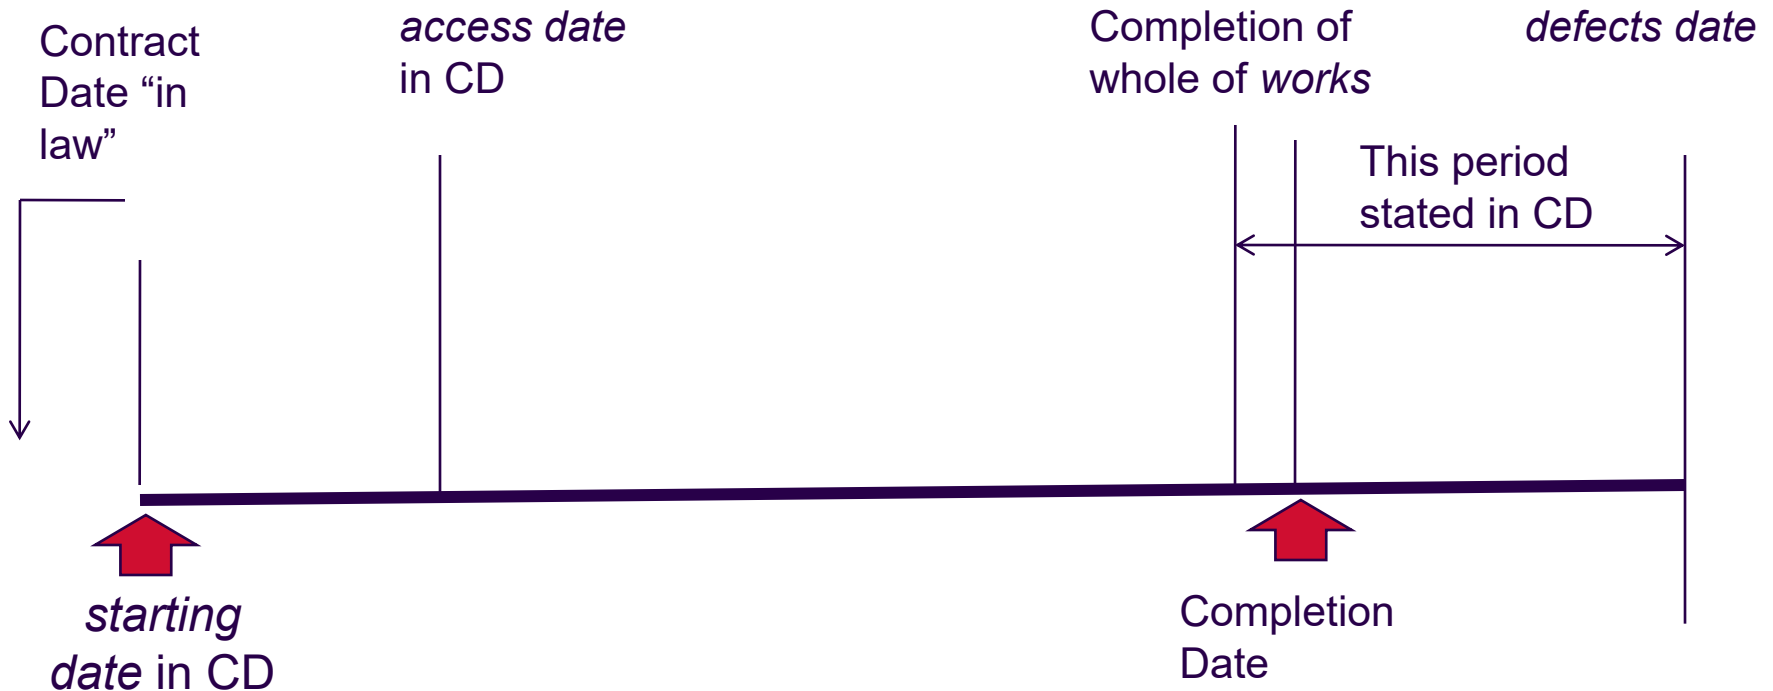 Contract
Date “in
law”
access date
in CD
Completion of
whole of works
defects date
This period
stated in CD
starting
date in CD
Completion
Date